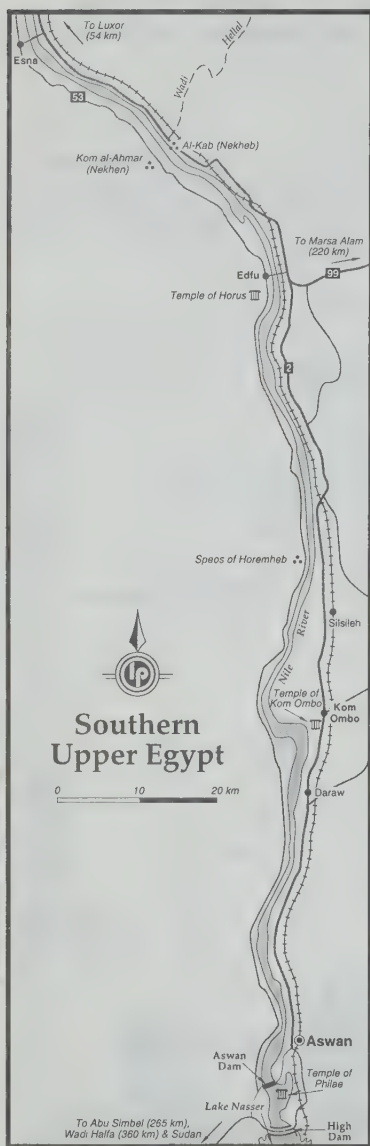 To Luxor
(54 km)
Esna
53
Wadi Hellal
Al-Kab (Nekheb)
Kom al-Ahmar
(Nekhen)
To Marsa Alam
(220 km)
99
Edfu
Temple of Horus
2
Speos of Horemheb
Silsileh
Nile River
Temple of
Kom Ombo
Kom
Ombo
lp
Southern
Upper Egypt
0 10 20 km
Daraw
Aswan
Aswan
Dam
Temple of
Philae
Lake Nasser
High
Dam
To Abu Simbel (265 km),
Wadi Halfa (360 km) & Sudan